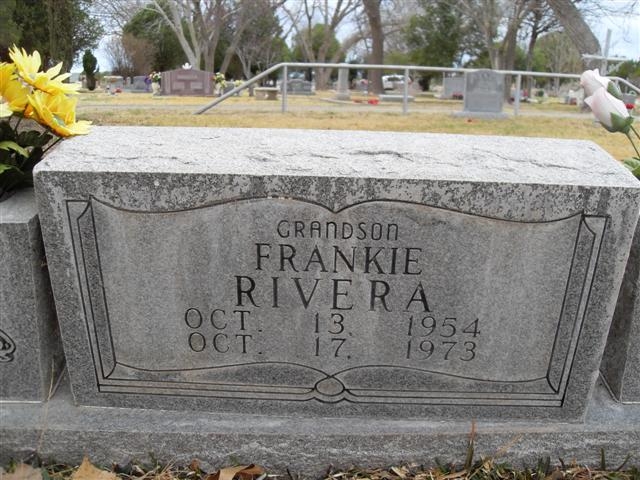 GRANDSON
FRANKIE
RIVERA
OCT. 13. 1954
OCT. 17. 1973